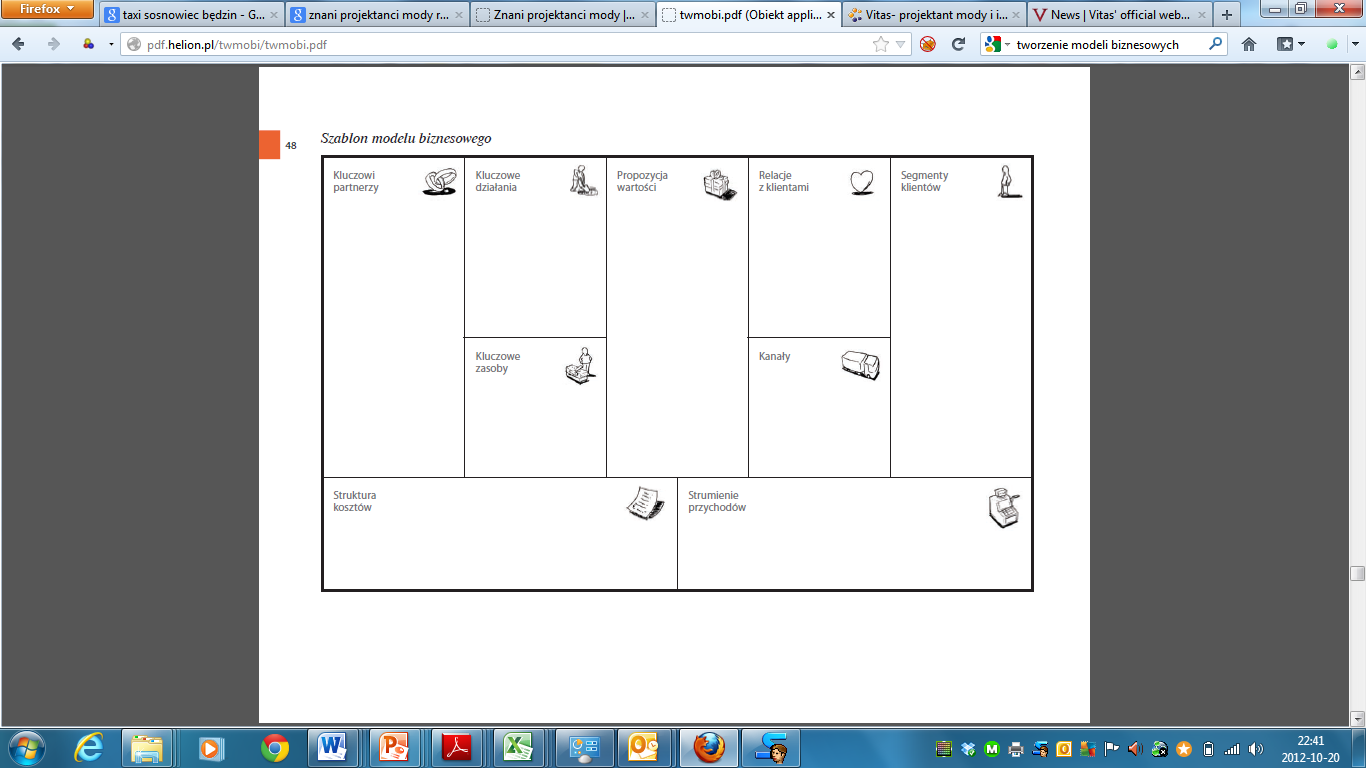 Firefox
taxi sosnowiec będzin - G...
znani projektanci mody r...
Znani projektanci mody |...
twmobi.pdf (Obiekt appli...
Vitas- projektant mody i i...
News | Vitas' official web...
pdf.helion.pl/twmobi/twmobi.pdf
tworzenie modeli biznesowych
48
Szablon modelu biznesowego
Kluczowi
partnerzy
Kluczowe
działania
Propozycja
wartości
Relacje
z klientami
Segmenty
klientów
Kluczowe
zasoby
Kanały
Struktura
kosztów
Strumienie
przychodów
22:41
2012-10-20